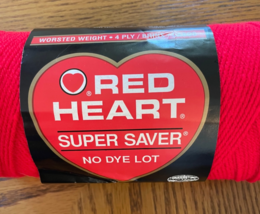 WORSTED WEIGHT • 4 PLY /
RED
HEART®
SUPER SAVER®
NO DYE LOT